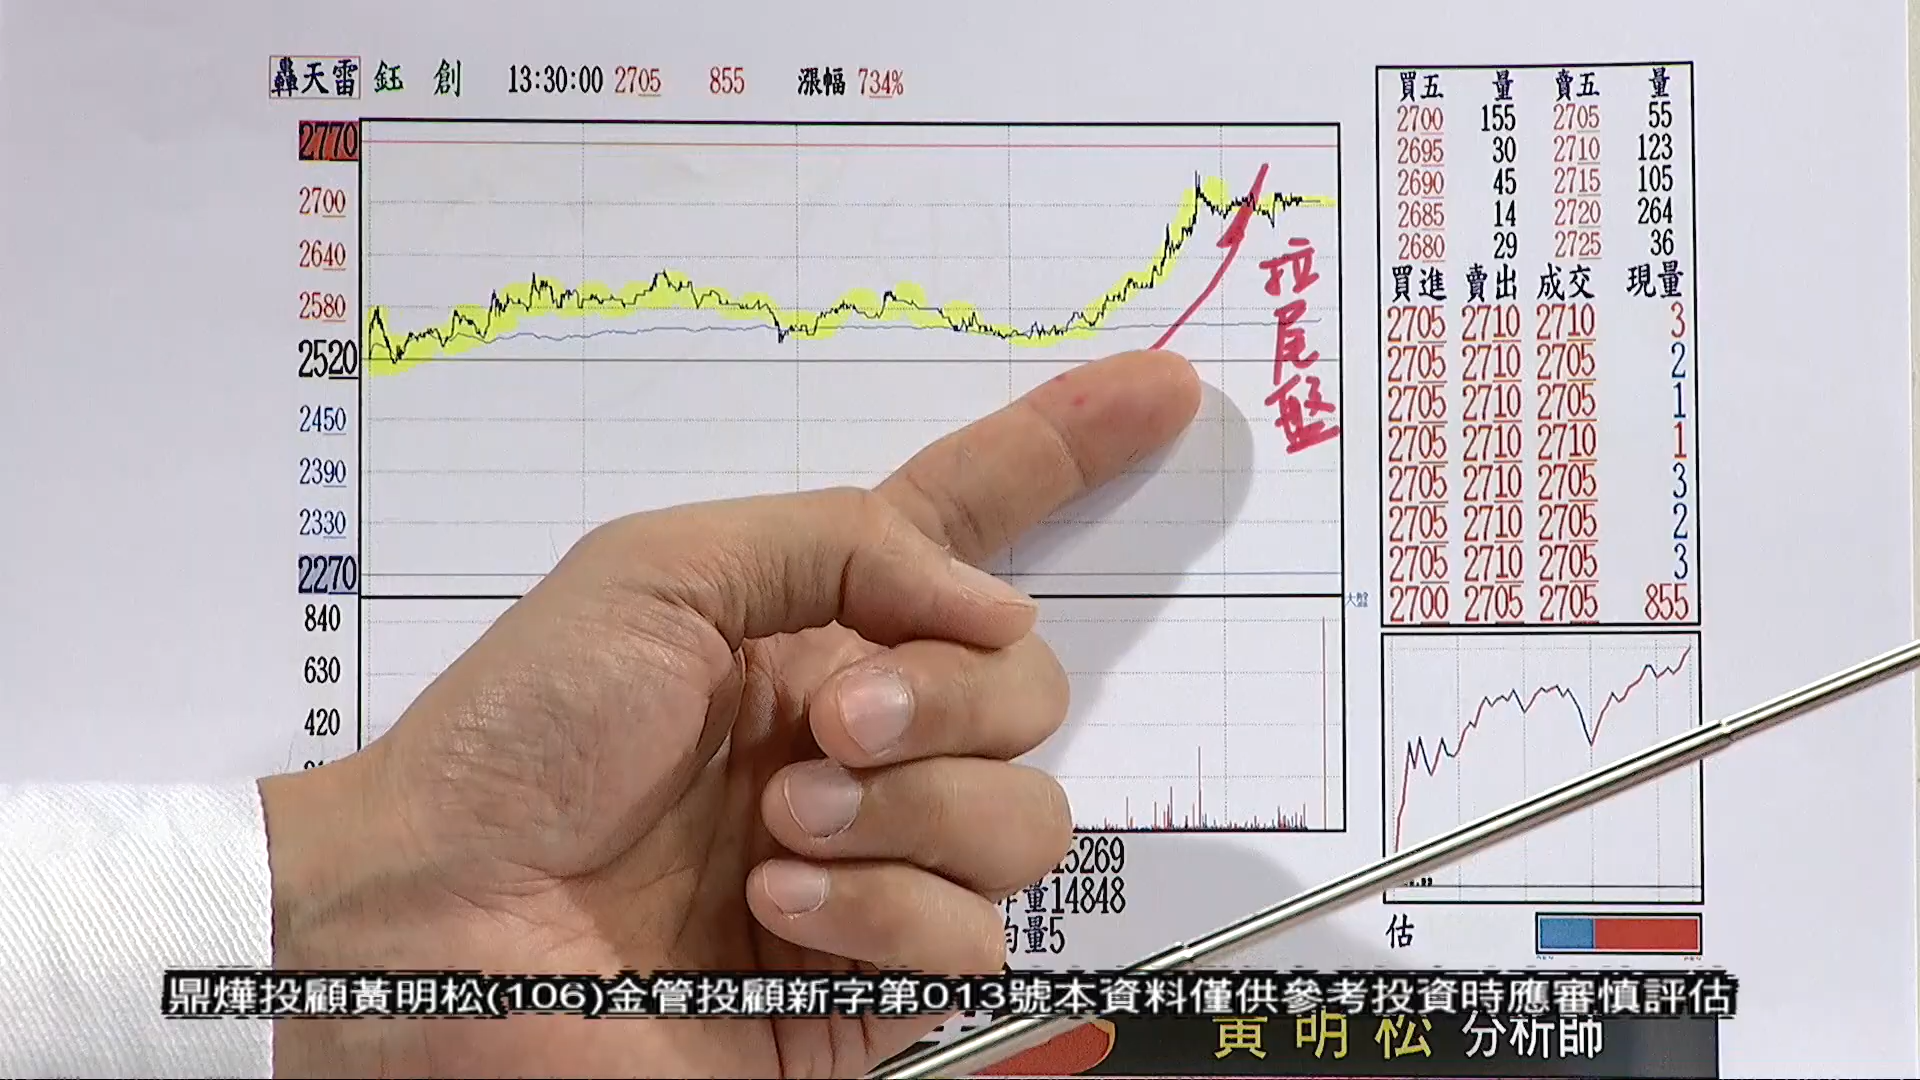 轟天雷 鈺 創 13:30:00 2705 855 漲幅 734%
2770
2700
2640
2580
2520
2450
2390
2330
2270
840
630
420
拉尾盤
大盤
15269
昨量14848
均量5
買五 量 賣五 量
2700 155 2705 55
2695 30 2710 123
2690 45 2715 105
2685 14 2720 264
2680 29 2725 36
買進 賣出 成交 現量
2705 2710 2710 3
2705 2710 2705 2
2705 2710 2705 1
2705 2710 2710 1
2705 2710 2705 3
2705 2710 2705 2
2705 2710 2705 3
2700 2705 2705 855
估
鼎燁投顧黃明松(106)金管投顧新字第013號本資料僅供參考投資時應審慎評估
黃明松 分析師